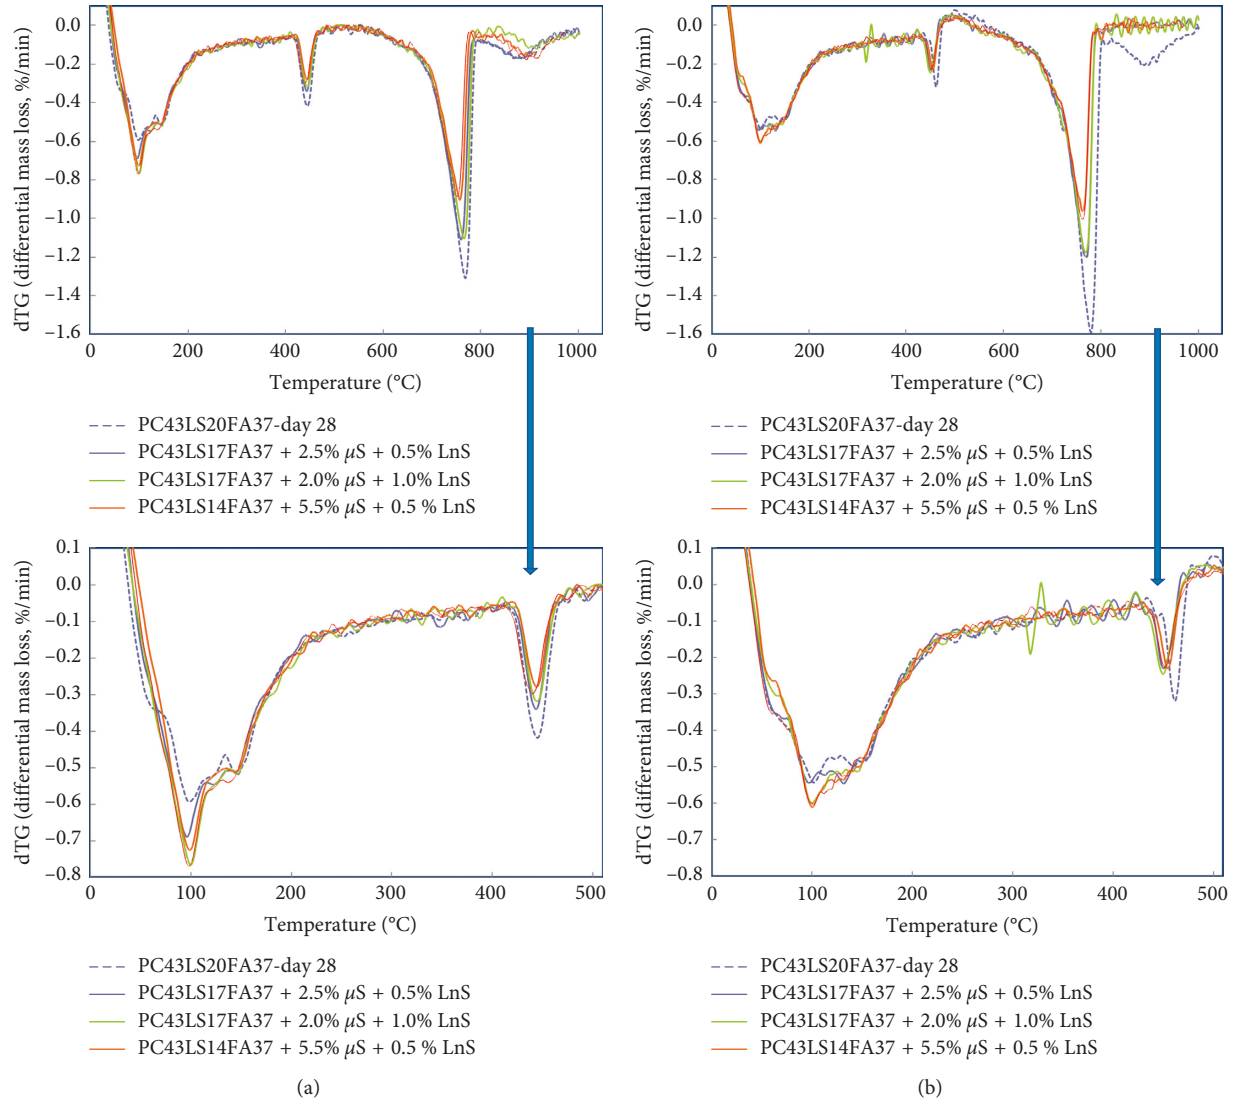 dTG (differential mass loss, %/min)
0.0
–0.2
–0.4
–0.6
–0.8
–1.0
–1.2
–1.4
–1.6
0 200 400 600 800 1000
Temperature (°C)
PC43LS20FA37-day 28
PC43LS17FA37 + 2.5% μS + 0.5% LnS
PC43LS17FA37 + 2.0% μS + 1.0% LnS
PC43LS14FA37 + 5.5% μS + 0.5 % LnS
dTG (differential mass loss, %/min)
0.1
0.0
–0.1
–0.2
–0.3
–0.4
–0.5
–0.6
–0.7
–0.8
0 100 200 300 400 500
Temperature (°C)
PC43LS20FA37-day 28
PC43LS17FA37 + 2.5% μS + 0.5% LnS
PC43LS17FA37 + 2.0% μS + 1.0% LnS
PC43LS14FA37 + 5.5% μS + 0.5 % LnS
(a)
dTG (differential mass loss, %/min)
0.0
–0.2
–0.4
–0.6
–0.8
–1.0
–1.2
–1.4
–1.6
0 200 400 600 800 1000
Temperature (°C)
PC43LS20FA37-day 28
PC43LS17FA37 + 2.5% μS + 0.5% LnS
PC43LS17FA37 + 2.0% μS + 1.0% LnS
PC43LS14FA37 + 5.5% μS + 0.5 % LnS
dTG (differential mass loss, %/min)
0.1
0.0
–0.1
–0.2
–0.3
–0.4
–0.5
–0.6
–0.7
–0.8
0 100 200 300 400 500
Temperature (°C)
PC43LS20FA37-day 28
PC43LS17FA37 + 2.5% μS + 0.5% LnS
PC43LS17FA37 + 2.0% μS + 1.0% LnS
PC43LS14FA37 + 5.5% μS + 0.5 % LnS
(b)